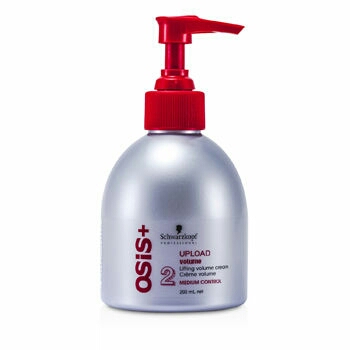 osis+
Schwarzkopf
PROFESSIONAL
UPLOAD
volume
2
Lifting volume cream
Crème volume
MEDIUM CONTROL
200 mL net